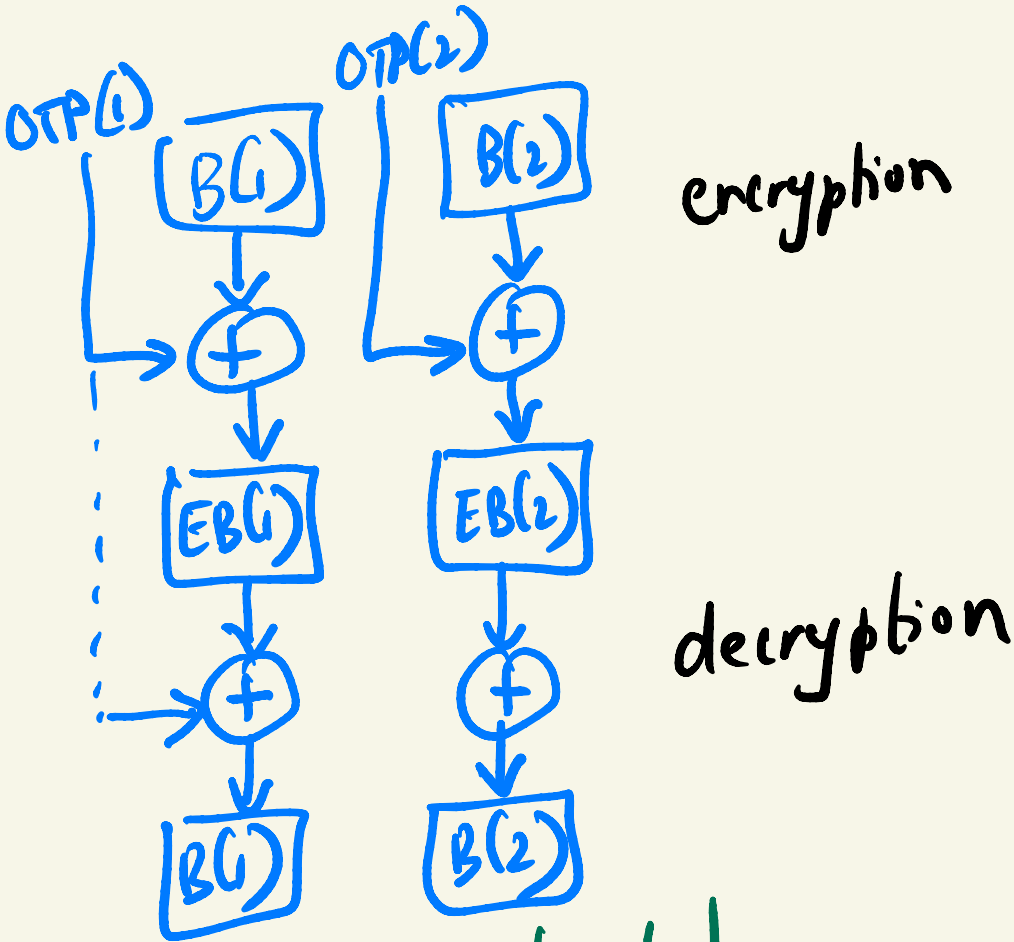 OTP(1) OTP(2)
B(1) B(2) encryption
+ +
EB(1) EB(2)
decryption
+ +
B(1) B(2)